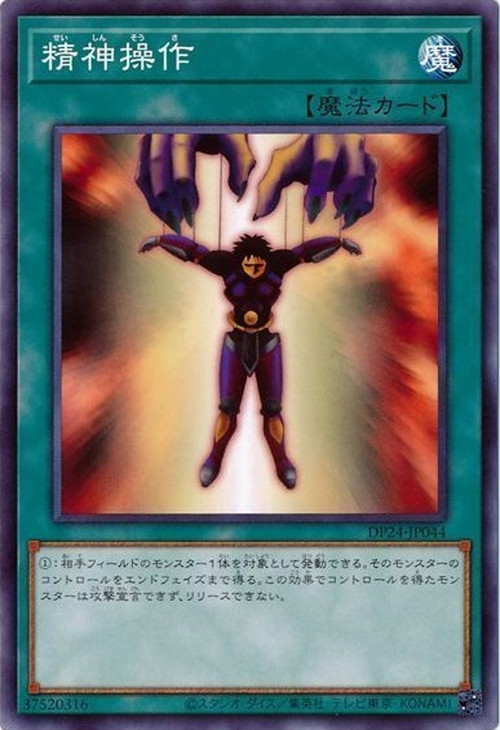 精神操作
魔
【魔法カード】
DP24-JP044
①:相手フィールドのモンスター1体を対象として発動できる。そのモンスターの
コントロールをエンドフェイズまで得る。この効果でコントロールを得たモン
スターは攻撃宣言できず、リリースできない。
37520316
©スタジオ・ダイス/集英社・テレビ東京・KONAMI